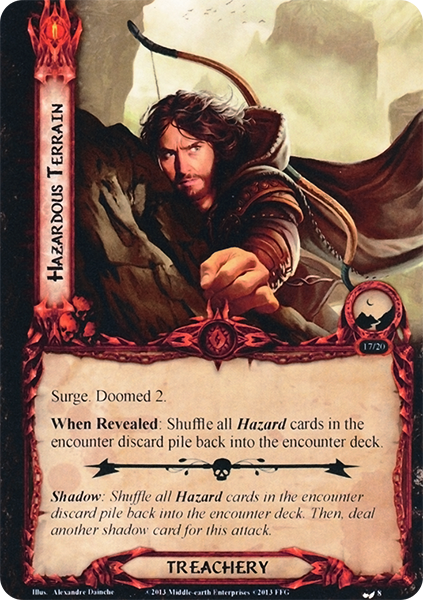 HAZARDOUS TERRAIN
17/20
Surge. Doomed 2.
When Revealed: Shuffle all Hazard cards in the
encounter discard pile back into the encounter deck.
Shadow: Shuffle all Hazard cards in the encounter
discard pile back into the encounter deck. Then, deal
another shadow card for this attack.
TREACHERY
Illus. Alexandre Dainche ©2013 Middle-earth Enterprises ©2013 FFG 8